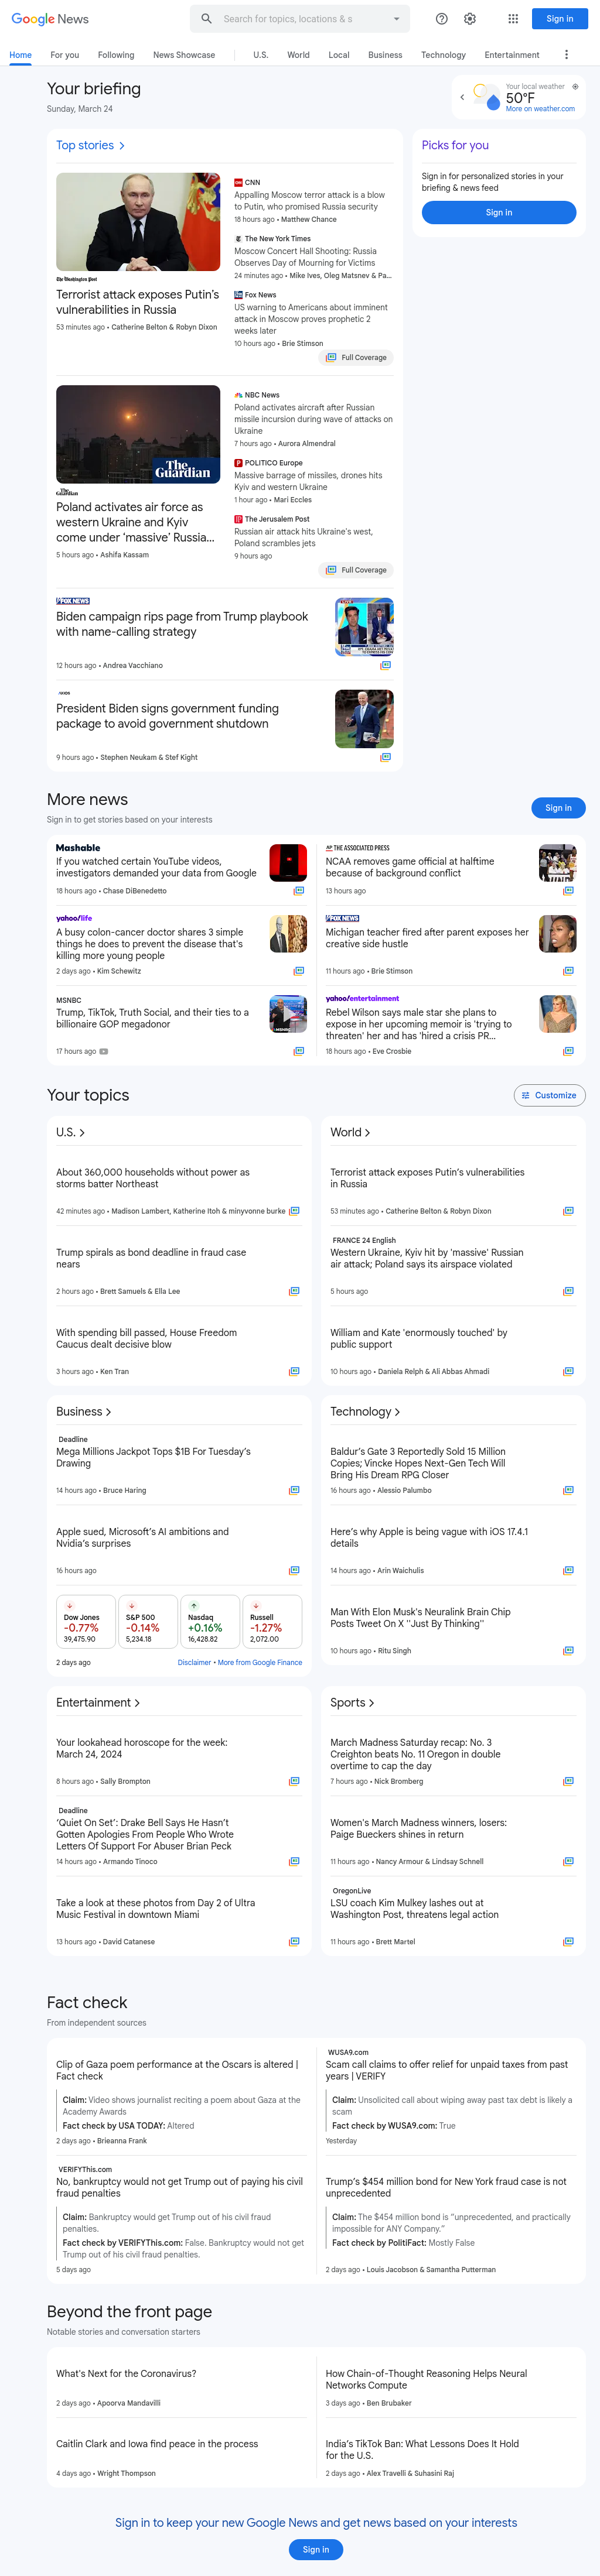 Google News
Search for topics, locations & s
Sign in
Home
For you
Following
News Showcase
U.S.
World
Local
Business
Technology
Entertainment
Your briefing
Sunday, March 24
Your local weather
50°F
More on weather.com
Top stories
The Washington Post
Terrorist attack exposes Putin's
vulnerabilities in Russia
53 minutes ago • Catherine Belton & Robyn Dixon
CNN
Appalling Moscow terror attack is a blow
to Putin, who promised Russia security
18 hours ago • Matthew Chance
The New York Times
Moscow Concert Hall Shooting: Russia
Observes Day of Mourning for Victims
24 minutes ago • Mike Ives, Oleg Matsnev & Pa...
Fox News
US warning to Americans about imminent
attack in Moscow proves prophetic 2
weeks later
10 hours ago • Brie Stimson
Full Coverage
Picks for you
Sign in for personalized stories in your
briefing & news feed
Sign in
The
Guardian
The
Guardian
Poland activates air force as
western Ukraine and Kyiv
come under 'massive' Russia...
5 hours ago • Ashifa Kassam
NBC News
Poland activates aircraft after Russian
missile incursion during wave of attacks on
Ukraine
7 hours ago • Aurora Almendral
POLITICO Europe
Massive barrage of missiles, drones hits
Kyiv and western Ukraine
1 hour ago • Mari Eccles
The Jerusalem Post
Russian air attack hits Ukraine's west,
Poland scrambles jets
9 hours ago
Full Coverage
FOX NEWS
Biden campaign rips page from Trump playbook
with name-calling strategy
12 hours ago • Andrea Vacchiano
AXIOS
President Biden signs government funding
package to avoid government shutdown
9 hours ago • Stephen Neukam & Stef Kight
More news
Sign in to get stories based on your interests
Sign in
Mashable
If you watched certain YouTube videos,
investigators demanded your data from Google
18 hours ago • Chase DiBenedetto
AP THE ASSOCIATED PRESS
NCAA removes game official at halftime
because of background conflict
13 hours ago
yahoo/life
A busy colon-cancer doctor shares 3 simple
things he does to prevent the disease that's
killing more young people
2 days ago • Kim Schewitz
FOX NEWS
Michigan teacher fired after parent exposes her
creative side hustle
11 hours ago • Brie Stimson
MSNBC
Trump, TikTok, Truth Social, and their ties to a
billionaire GOP megadonor
17 hours ago
yahoo/entertainment
Rebel Wilson says male star she plans to
expose in her upcoming memoir is 'trying to
threaten' her and has 'hired a crisis PR...
18 hours ago • Eve Crosbie
Your topics
Customize
U.S.
About 360,000 households without power as
storms batter Northeast
42 minutes ago • Madison Lambert, Katherine Itoh & minyvonne burke
Trump spirals as bond deadline in fraud case
nears
2 hours ago • Brett Samuels & Ella Lee
With spending bill passed, House Freedom
Caucus dealt decisive blow
3 hours ago • Ken Tran
World
Terrorist attack exposes Putin's vulnerabilities
in Russia
53 minutes ago • Catherine Belton & Robyn Dixon
FRANCE 24 English
Western Ukraine, Kyiv hit by 'massive' Russian
air attack; Poland says its airspace violated
5 hours ago
William and Kate 'enormously touched' by
public support
10 hours ago • Daniela Relph & Ali Abbas Ahmadi
Business
Deadline
Mega Millions Jackpot Tops $1B For Tuesday's
Drawing
14 hours ago • Bruce Haring
Apple sued, Microsoft's AI ambitions and
Nvidia's surprises
16 hours ago
Dow Jones
-0.77%
39,475.90
S&P 500
-0.14%
5,234.18
Nasdaq
+0.16%
16,428.82
Russell
-1.27%
2,072.00
2 days ago
Disclaimer • More from Google Finance
Technology
Baldur's Gate 3 Reportedly Sold 15 Million
Copies; Vincke Hopes Next-Gen Tech Will
Bring His Dream RPG Closer
16 hours ago • Alessio Palumbo
Here's why Apple is being vague with iOS 17.4.1
details
14 hours ago • Arin Waichulis
Man With Elon Musk's Neuralink Brain Chip
Posts Tweet On X "Just By Thinking"
10 hours ago • Ritu Singh
Entertainment
Your lookahead horoscope for the week:
March 24, 2024
8 hours ago • Sally Brompton
Deadline
'Quiet On Set': Drake Bell Says He Hasn't
Gotten Apologies From People Who Wrote
Letters Of Support For Abuser Brian Peck
14 hours ago • Armando Tinoco
Take a look at these photos from Day 2 of Ultra
Music Festival in downtown Miami
13 hours ago • David Catanese
Sports
March Madness Saturday recap: No. 3
Creighton beats No. 11 Oregon in double
overtime to cap the day
7 hours ago • Nick Bromberg
Women's March Madness winners, losers:
Paige Bueckers shines in return
11 hours ago • Nancy Armour & Lindsay Schnell
OregonLive
LSU coach Kim Mulkey lashes out at
Washington Post, threatens legal action
11 hours ago • Brett Martel
Fact check
From independent sources
Clip of Gaza poem performance at the Oscars is altered |
Fact check
Claim: Video shows journalist reciting a poem about Gaza at the
Academy Awards
Fact check by USA TODAY: Altered
2 days ago • Brieanna Frank
WUSA9.com
Scam call claims to offer relief for unpaid taxes from past
years | VERIFY
Claim: Unsolicited call about wiping away past tax debt is likely a
scam
Fact check by WUSA9.com: True
Yesterday
VERIFYThis.com
No, bankruptcy would not get Trump out of paying his civil
fraud penalties
Claim: Bankruptcy would get Trump out of his civil fraud
penalties.
Fact check by VERIFYThis.com: False. Bankruptcy would not get
Trump out of his civil fraud penalties.
5 days ago
Trump's $454 million bond for New York fraud case is not
unprecedented
Claim: The $454 million bond is "unprecedented, and practically
impossible for ANY Company."
Fact check by PolitiFact: Mostly False
2 days ago • Louis Jacobson & Samantha Putterman
Beyond the front page
Notable stories and conversation starters
What's Next for the Coronavirus?
2 days ago • Apoorva Mandavilli
How Chain-of-Thought Reasoning Helps Neural
Networks Compute
3 days ago • Ben Brubaker
Caitlin Clark and Iowa find peace in the process
4 days ago • Wright Thompson
India's TikTok Ban: What Lessons Does It Hold
for the U.S.
2 days ago • Alex Travelli & Suhasini Raj
Sign in to keep your new Google News and get news based on your interests
Sign in